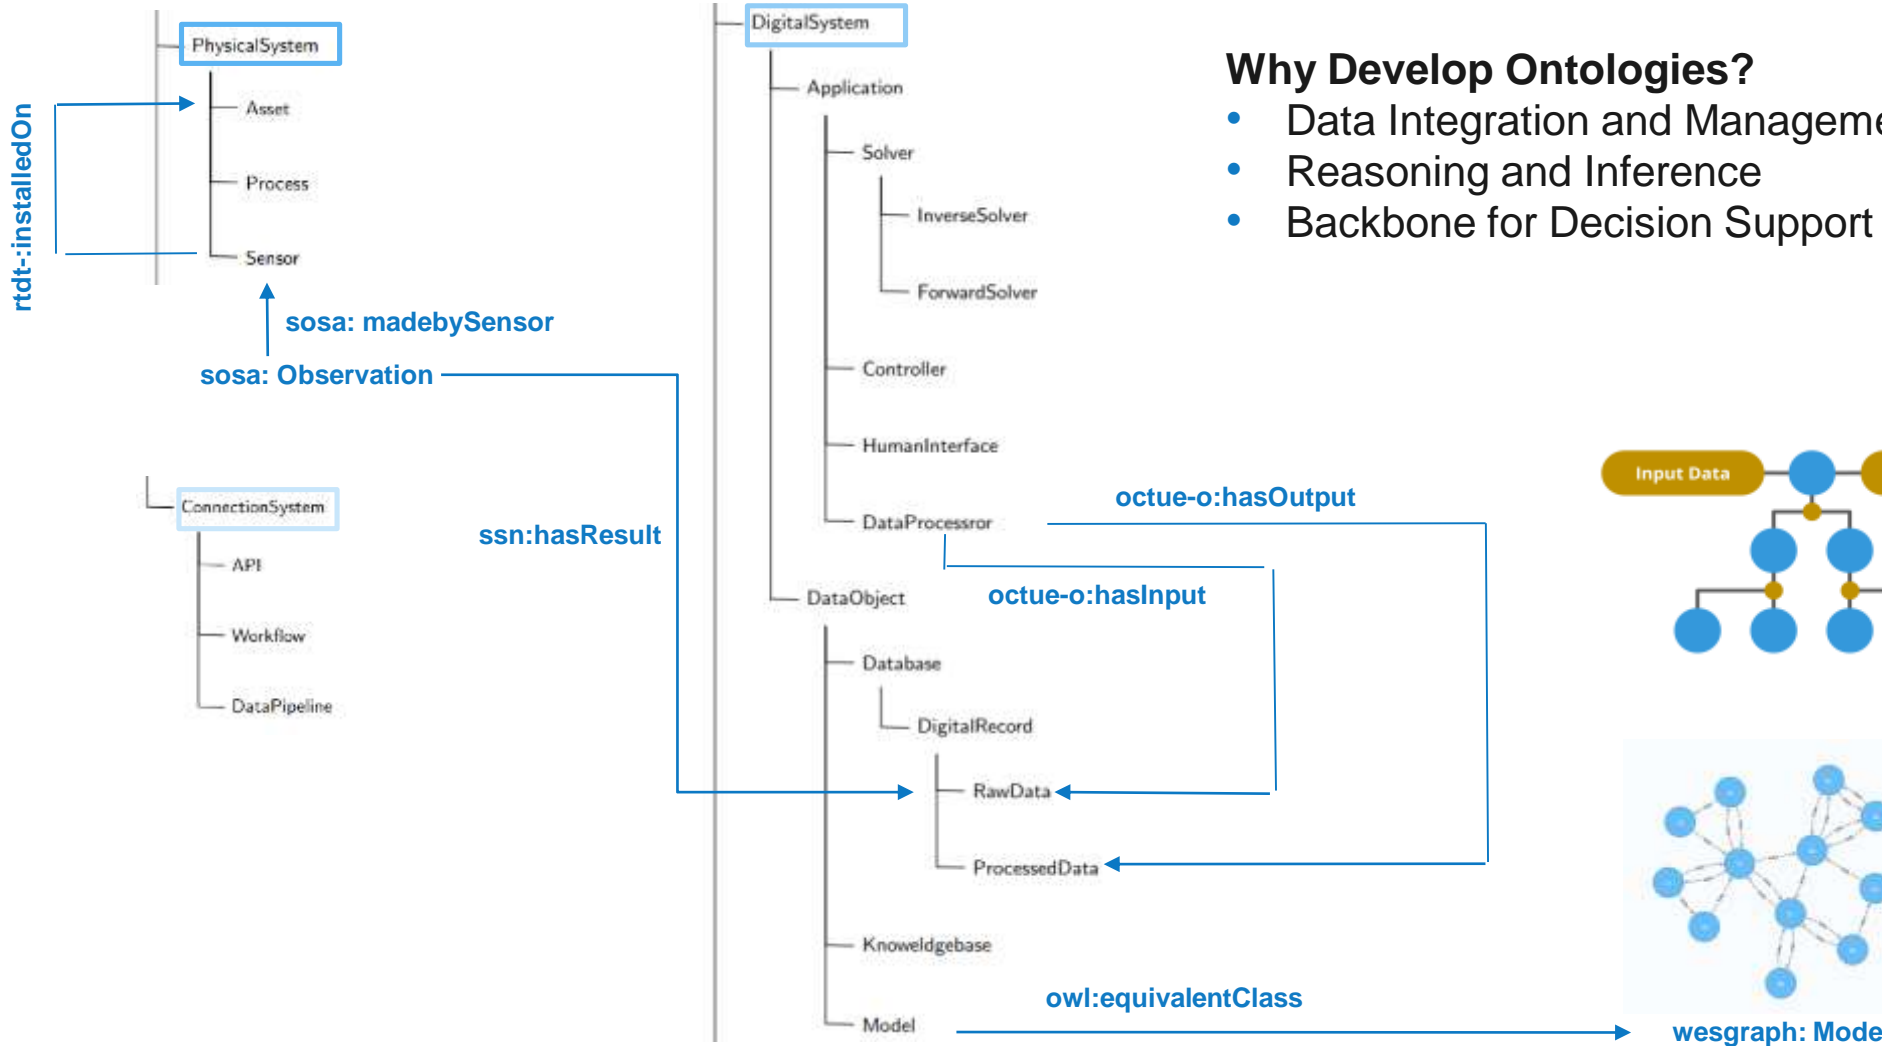 PhysicalSystem
Asset
Process
Sensor
rtdt-:installedOn
sosa: madebySensor
sosa: Observation
ssn:hasResult
ConnectionSystem
API
Workflow
DataPipeline
DigitalSystem
Application
Solver
InverseSolver
ForwardSolver
Controller
HumanInterface
DataProcessror
octue-o:hasOutput
octue-o:hasInput
DataObject
Database
DigitalRecord
RawData
ProcessedData
Knoweldgebase
Model
owl:equivalentClass
Why Develop Ontologies?
• Data Integration and Manageme
• Reasoning and Inference
• Backbone for Decision Support
Input Data
wesgraph: Mode